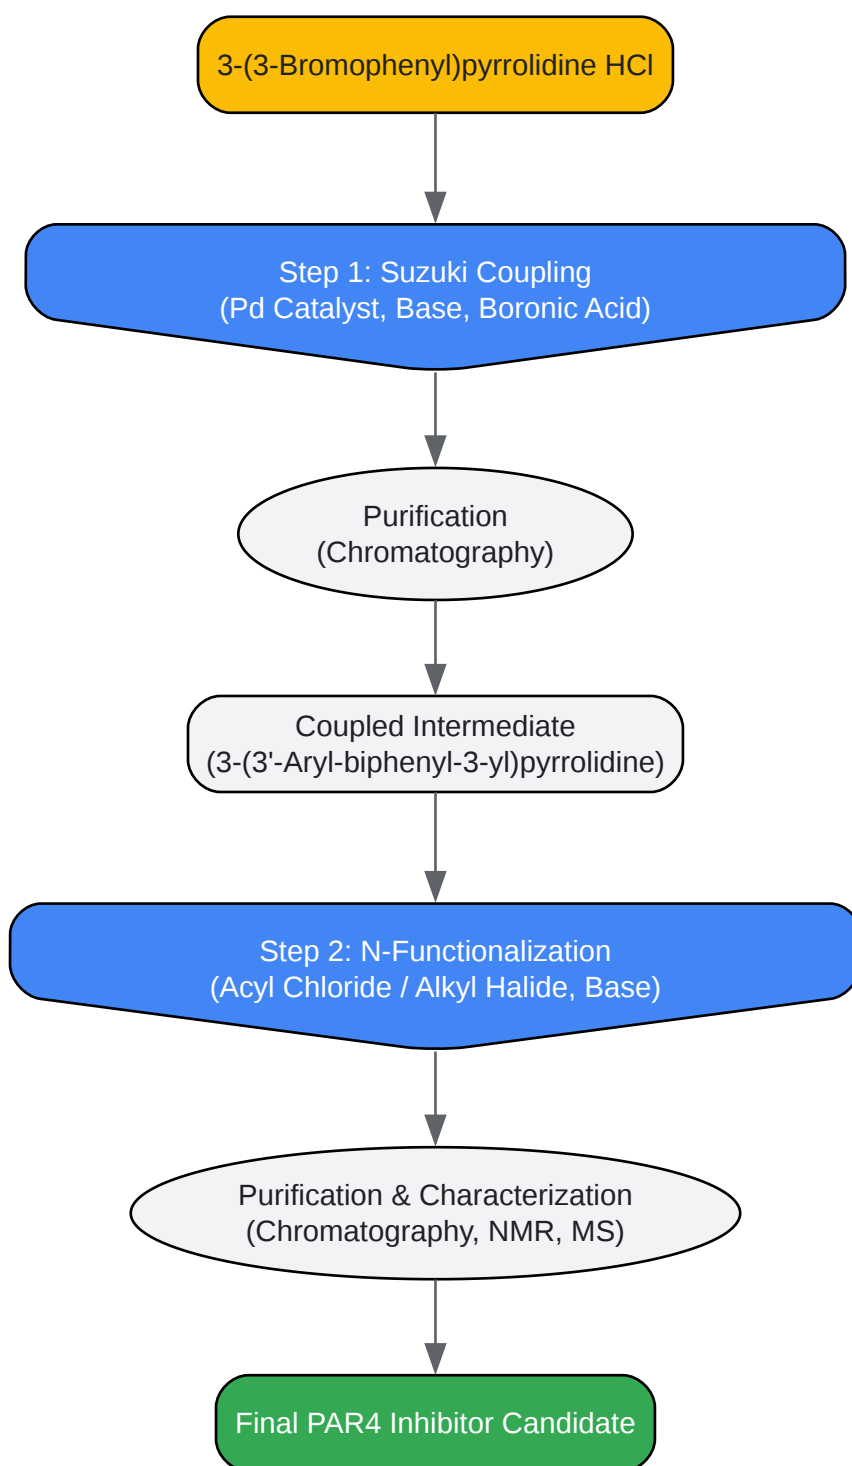 3-(3-Bromophenyl)pyrrolidine HCl
Step 1: Suzuki Coupling
(Pd Catalyst, Base, Boronic Acid)
Purification
(Chromatography)
Coupled Intermediate
(3-(3'-Aryl-biphenyl-3-yl)pyrrolidine)
Step 2: N-Functionalization
(Acyl Chloride / Alkyl Halide, Base)
Purification & Characterization
(Chromatography, NMR, MS)
Final PAR4 Inhibitor Candidate